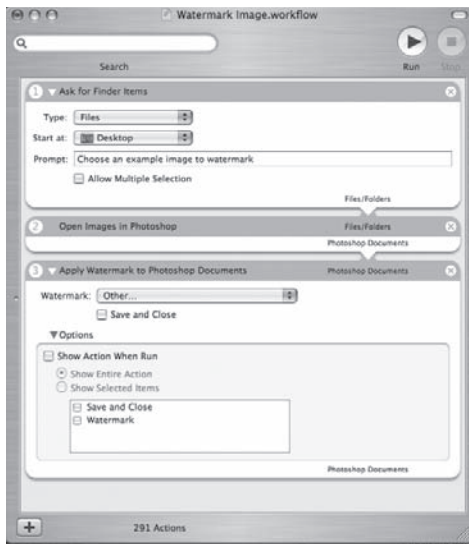 Watermark Image.workflow
Search
Run Stop
1 Ask for Finder Items
Type: Files
Start at: Desktop
Prompt: Choose an example image to watermark
Allow Multiple Selection
Files/Folders
2 Open Images in Photoshop Files/Folders
Photoshop Documents
3 Apply Watermark to Photoshop Documents Photoshop Documents
Watermark: Other...
Save and Close
Options
Show Action When Run
Show Entire Action
Show Selected Items
Save and Close
Watermark
Photoshop Documents
291 Actions